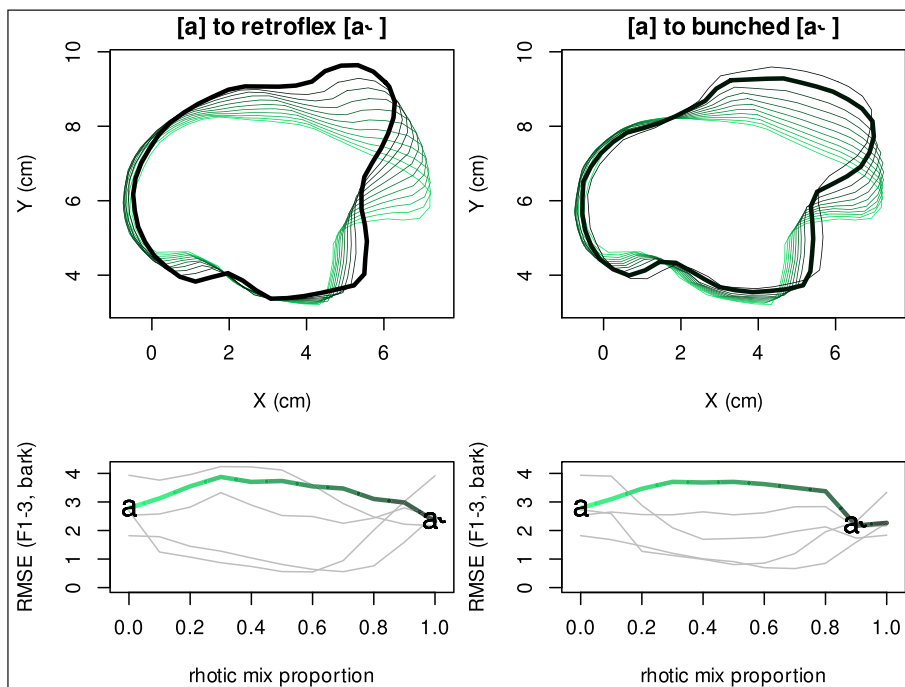 [a] to retroflex [a˞ ]
[a] to bunched [a˞ ]
10
8
6
4
Y (cm)
0 2 4 6
X (cm)
10
8
6
4
Y (cm)
0 2 4 6
X (cm)
4
3
2
1
0
RMSE (F1-3, bark)
a
a˞
0.0 0.2 0.4 0.6 0.8 1.0
rhotic mix proportion
4
3
2
1
0
RMSE (F1-3, bark)
a
a˞
0.0 0.2 0.4 0.6 0.8 1.0
rhotic mix proportion